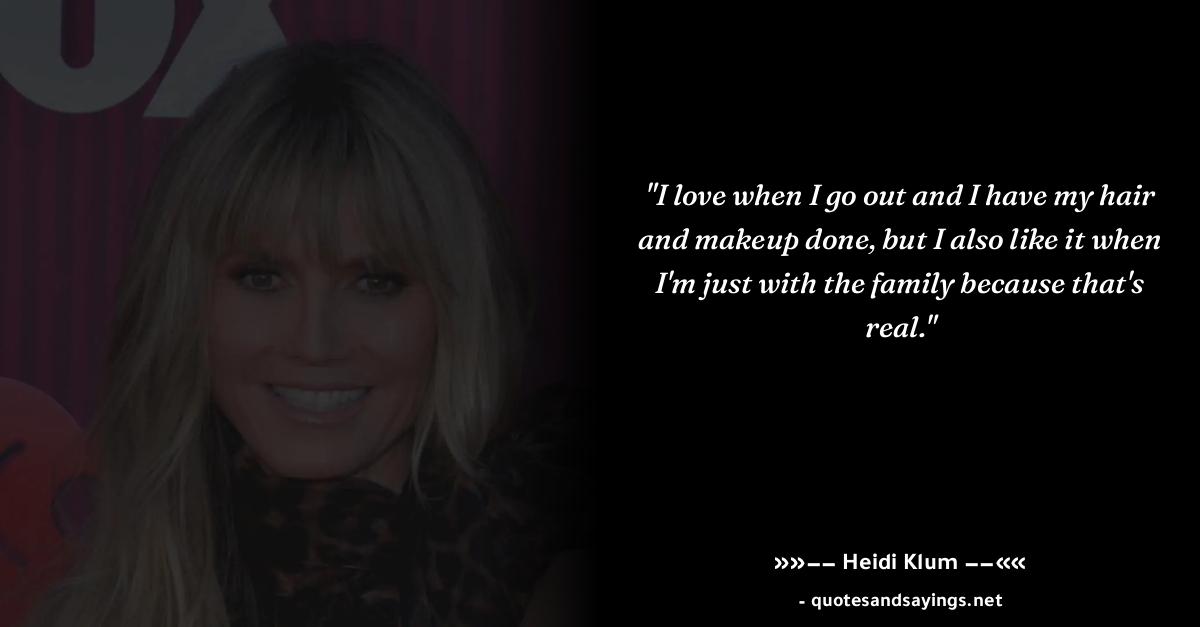 UX
"I love when I go out and I have my hair
and makeup done, but I also like it when
I'm just with the family because that's
real."
»»−− Heidi Klum −−««
- quotesandsayings.net